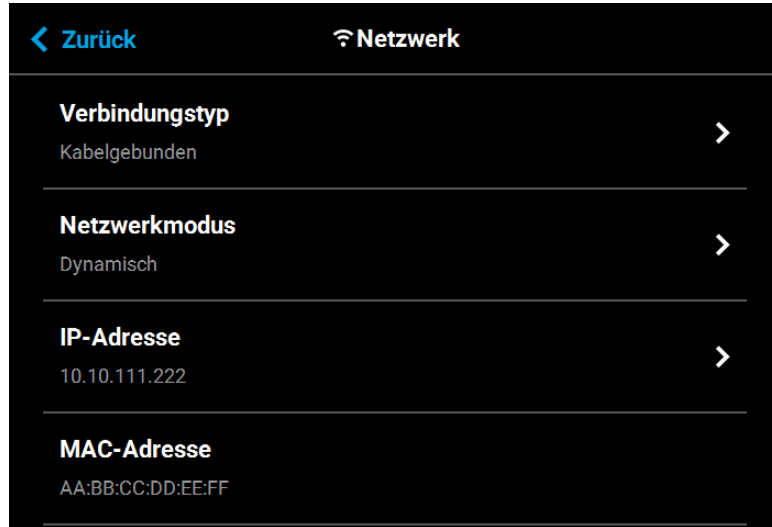 Zurück
Netzwerk
Verbindungstyp
Kabelgebunden
Netzwerkmodus
Dynamisch
IP-Adresse
10.10.111.222
MAC-Adresse
AA:BB:CC:DD:EE:FF